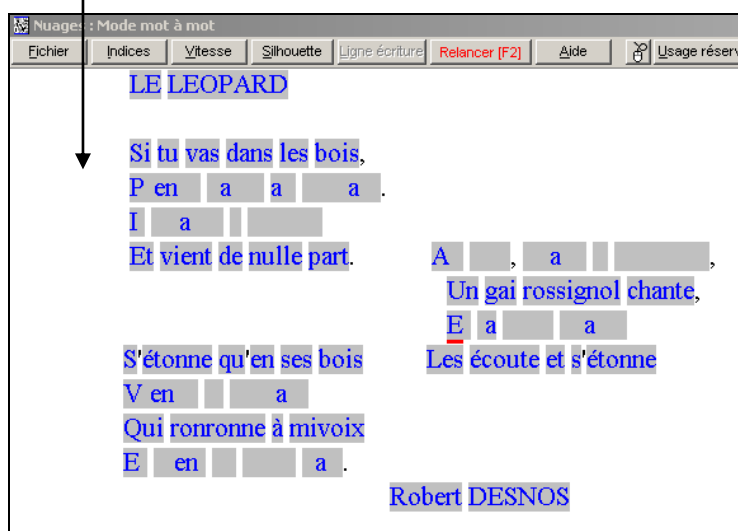 Nuages : Mode mot à mot
Fichier Indices Vitesse Silhouette Ligne écriture Relancer [F2] Aide Usage réserv
LE LEOPARD
Si tu vas dans les bois,
P en a a a .
I a
Et vient de nulle part.
A , a ,
Un gai rossignol chante,
E a a
Les écoute et s'étonne
S'étonne qu'en ses bois
V en a
Qui ronronne à mivoix
E en a .
Robert DESNOS